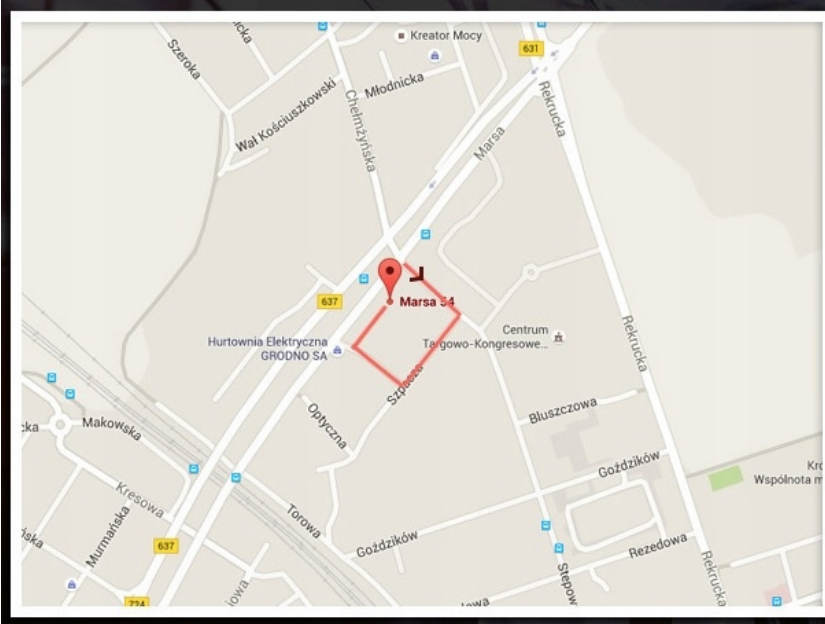 Kreator Mocy
631
Szeroka
Młodnicka
Wał Kościuszkowski
Chełmżyńska
Rekrucka
Marsa
637
Marsa 54
Hurtownia Elektryczna
GRODNO SA
Centrum
Targowo-Kongresowe...
Rekrucka
Szpacza
Bluszczowa
Optyczna
Makowska
Goździków
Kresowa
Wspólnota m
Torowa
Murmańska
637
Goździków
Rezedowa
Rekrucka
Stepow
724